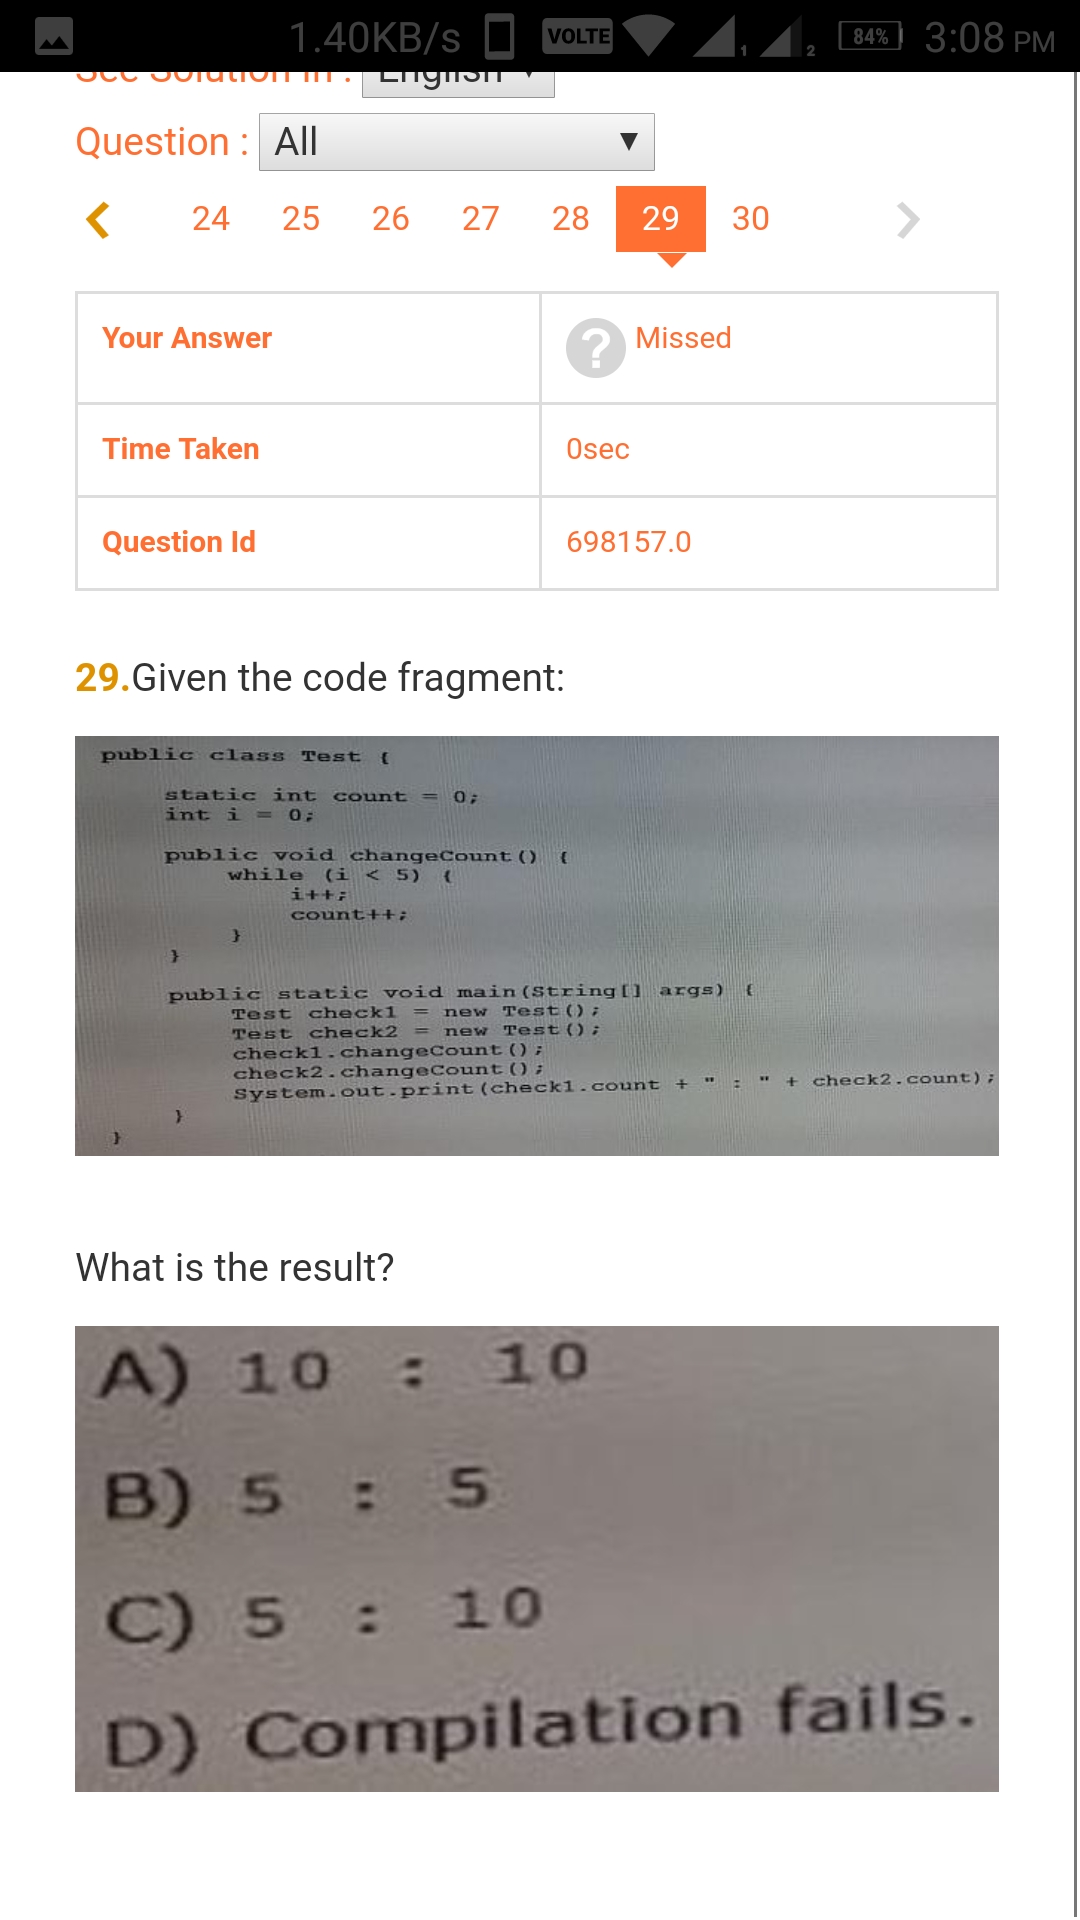 1.40KB/s VOLTE 1 2 84% 3:08 PM
See Solution In : English
Question : All
24 25 26 27 28 29 30
Your Answer ? Missed
Time Taken 0sec
Question Id 698157.0
29.Given the code fragment:
public class Test {
static int count = 0;
int i = 0;
public void changeCount() {
while (i < 5) {
i++;
count++;
}
}
public static void main(String[] args) {
Test check1 = new Test();
Test check2 = new Test();
check1.changeCount();
check2.changeCount();
System.out.print(check1.count + " : " + check2.count);
}
}
What is the result?
A) 10 : 10
B) 5 : 5
C) 5 : 10
D) Compilation fails.